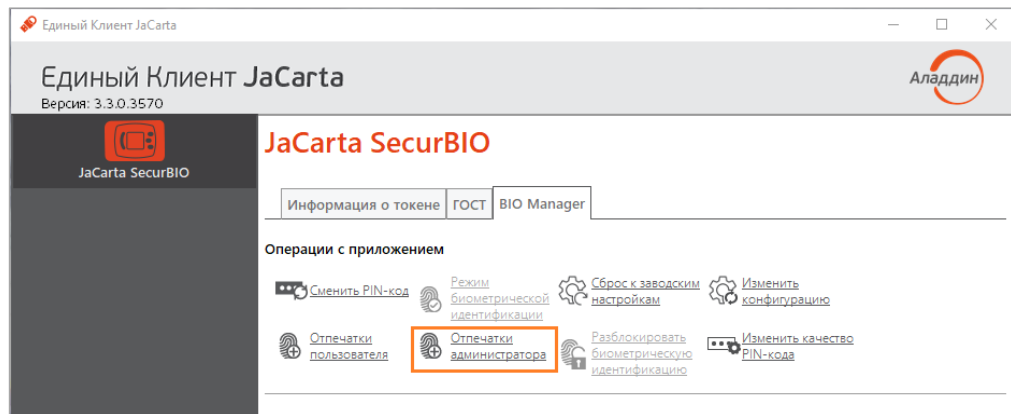 Единый Клиент JaCarta
Единый Клиент JaCarta
Версия: 3.3.0.3570
Аладдин
JaCarta SecurBIO
JaCarta SecurBIO
Информация о токене ГОСТ BIO Manager
Операции с приложением
Сменить PIN-код
Режим
биометрической
идентификации
Сброс к заводским
настройкам
Изменить
конфигурацию
Отпечатки
пользователя
Отпечатки
администратора
Разблокировать
биометрическую
идентификацию
Изменить качество
PIN-кода